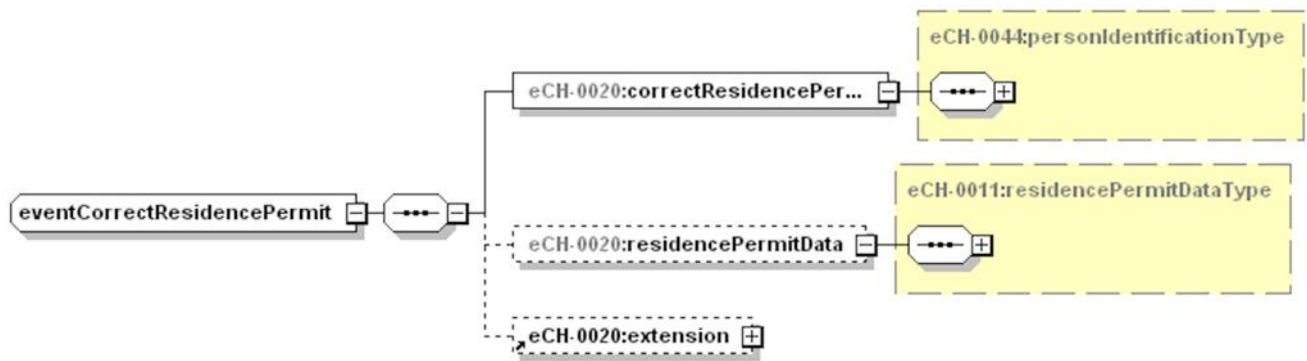 eCH-0044:personIdentificationType
eCH-0020:correctResidencePer...
eventCorrectResidencePermit
eCH-0011:residencePermitDataType
eCH-0020:residencePermitData
eCH-0020:extension